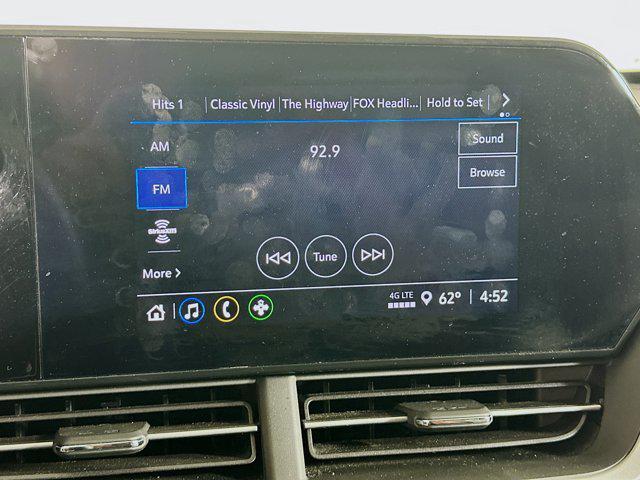 Hits 1 Classic Vinyl The Highway FOX Headli... Hold to Set
AM 92.9 Sound
FM Browse
SiriusXM
Tune
More
4G LTE 62° 4:52